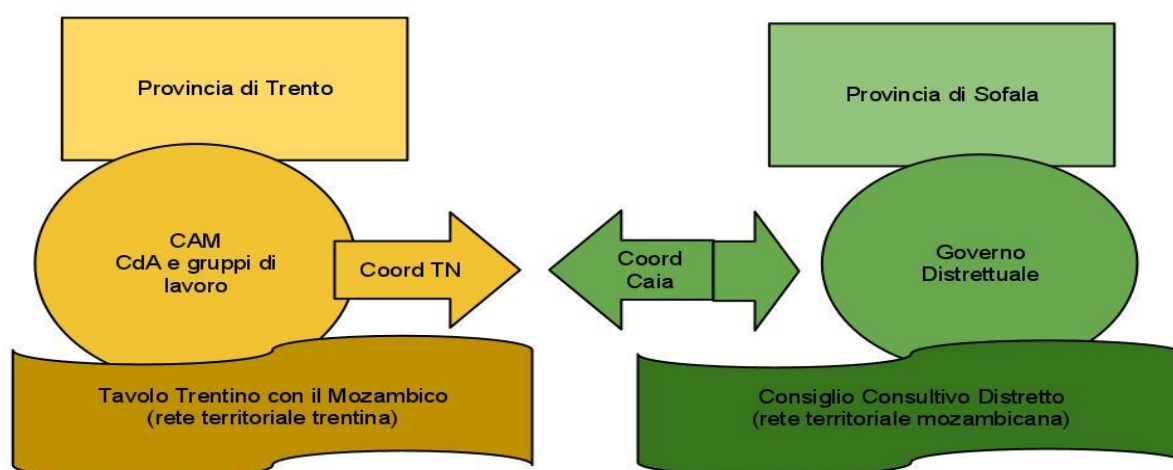 Provincia di Trento
Provincia di Sofala
CAM
CdA e gruppi di
lavoro
Coord TN
Coord
Caia
Governo
Distrettuale
Tavolo Trentino con il Mozambico
(rete territoriale trentina)
Consiglio Consultivo Distretto
(rete territoriale mozambicana)